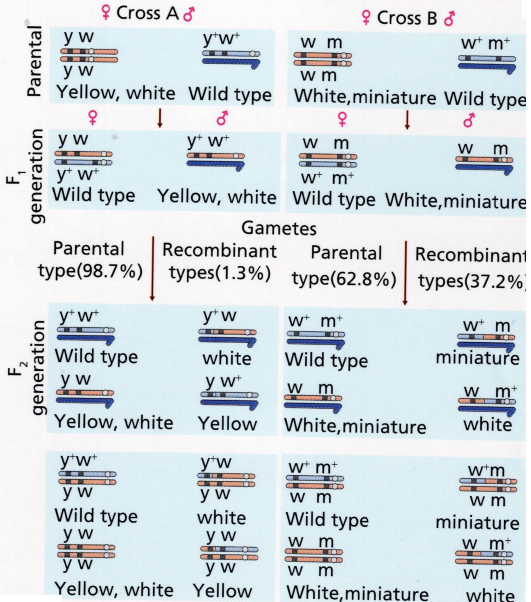 ♀ Cross A ♂
♀ Cross B ♂
Parental
y w
y w
Yellow, white
y⁺w⁺
Wild type
w m
w m
White,miniature
w⁺ m⁺
Wild type
F₁ generation
♀
♂
y w
y⁺ w⁺
Wild type
y⁺ w⁺
Yellow, white
♀
♂
w m
w⁺ m⁺
Wild type
w m
White,miniature
Gametes
Parental
type(98.7%)
Recombinant
types(1.3%)
Parental
type(62.8%)
Recombinant
types(37.2%)
F₂ generation
y⁺ w⁺
Wild type
y⁺ w
white
w⁺ m⁺
Wild type
w⁺ m
miniature
y w
Yellow, white
y w⁺
Yellow
w m
White,miniature
w m⁺
white
y⁺w⁺
y w
Wild type
y⁺w
y w
white
w⁺ m⁺
w m
Wild type
w⁺m
w m
miniature
y w
y w
Yellow, white
y w
y w
Yellow
w m
w m
White,miniature
w m⁺
w m
white